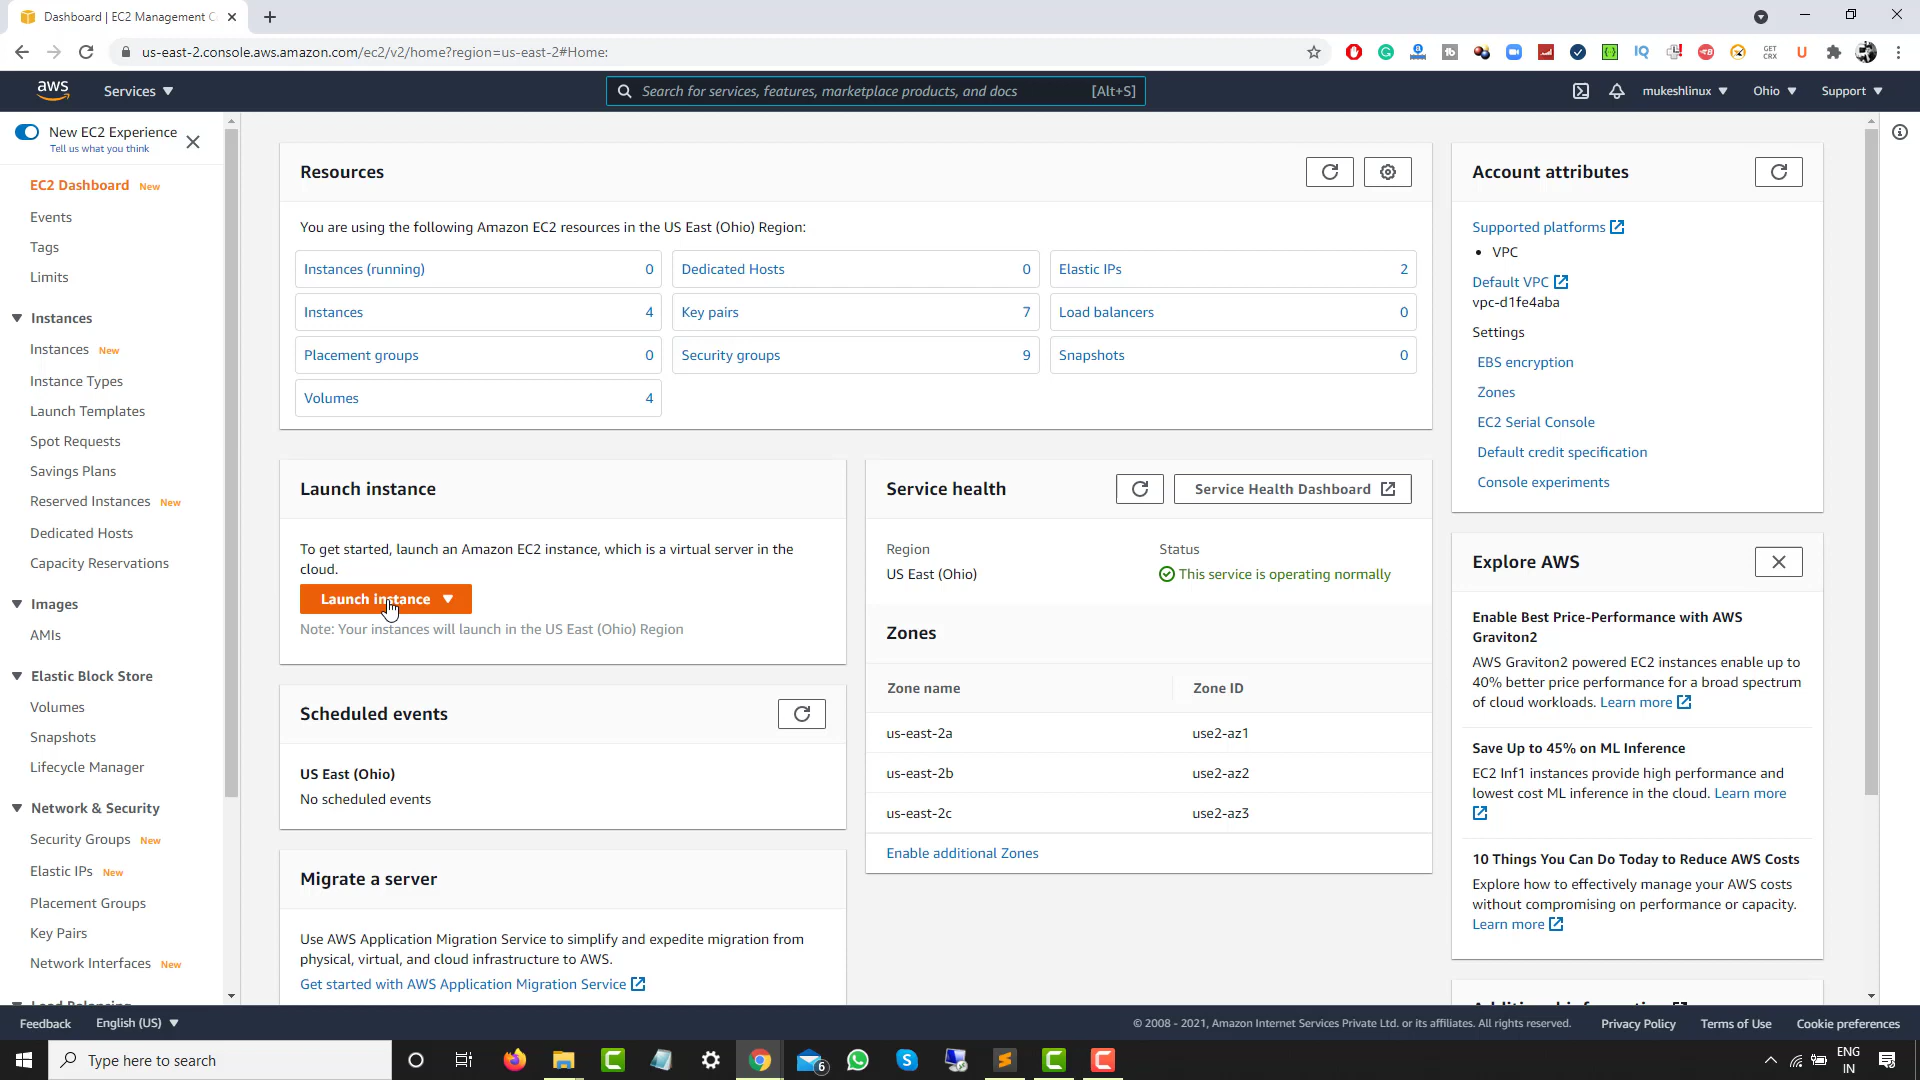 Dashboard | EC2 Management C
us-east-2.console.aws.amazon.com/ec2/v2/home?region=us-east-2#Home:
aws
Services
Search for services, features, marketplace products, and docs
[Alt+S]
mukeshlinux
Ohio
Support
New EC2 Experience
Tell us what you think
EC2 Dashboard New
Events
Tags
Limits
Instances
Instances New
Instance Types
Launch Templates
Spot Requests
Savings Plans
Reserved Instances New
Dedicated Hosts
Capacity Reservations
Images
AMIs
Elastic Block Store
Volumes
Snapshots
Lifecycle Manager
Network & Security
Security Groups New
Elastic IPs New
Placement Groups
Key Pairs
Network Interfaces New
Resources
You are using the following Amazon EC2 resources in the US East (Ohio) Region:
Instances (running) 0
Dedicated Hosts 0
Elastic IPs 2
Instances 4
Key pairs 7
Load balancers 0
Placement groups 0
Security groups 9
Snapshots 0
Volumes 4
Launch instance
To get started, launch an Amazon EC2 instance, which is a virtual server in the
cloud.
Launch instance
Note: Your instances will launch in the US East (Ohio) Region
Scheduled events
US East (Ohio)
No scheduled events
Migrate a server
Use AWS Application Migration Service to simplify and expedite migration from
physical, virtual, and cloud infrastructure to AWS.
Get started with AWS Application Migration Service
Service health
Service Health Dashboard
Region
Status
US East (Ohio)
This service is operating normally
Zones
Zone name
Zone ID
us-east-2a
use2-az1
us-east-2b
use2-az2
us-east-2c
use2-az3
Enable additional Zones
Account attributes
Supported platforms
• VPC
Default VPC
vpc-d1fe4aba
Settings
EBS encryption
Zones
EC2 Serial Console
Default credit specification
Console experiments
Explore AWS
Enable Best Price-Performance with AWS
Graviton2
AWS Graviton2 powered EC2 instances enable up to
40% better price performance for a broad spectrum
of cloud workloads. Learn more
Save Up to 45% on ML Inference
EC2 Inf1 instances provide high performance and
lowest cost ML inference in the cloud. Learn more
10 Things You Can Do Today to Reduce AWS Costs
Explore how to effectively manage your AWS costs
without compromising on performance or capacity.
Learn more
Feedback
English (US)
© 2008 - 2021, Amazon Internet Services Private Ltd. or its affiliates. All rights reserved.
Privacy Policy
Terms of Use
Cookie preferences
Type here to search
6
ENG
IN